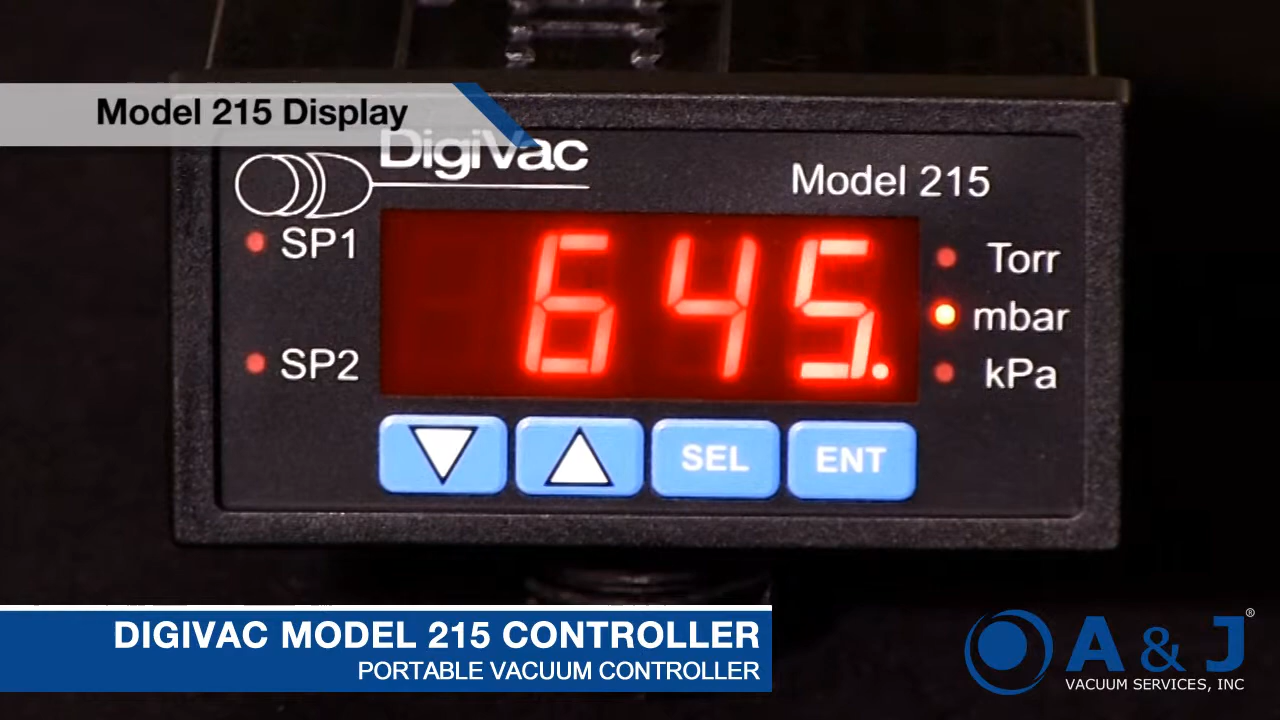 Model 215 Display
DigiVac
Model 215
SP1
SP2
645.
Torr
mbar
kPa
SEL
ENT
DIGIVAC MODEL 215 CONTROLLER
PORTABLE VACUUM CONTROLLER
A & J®
VACUUM SERVICES, INC